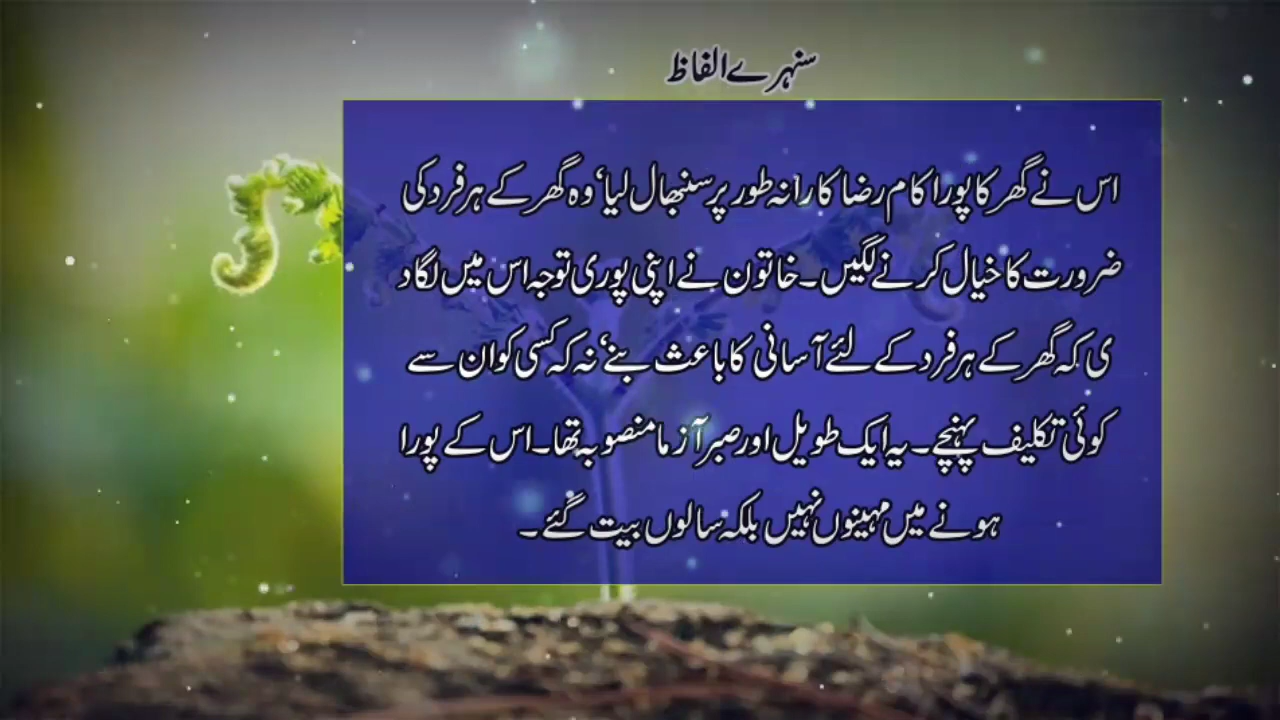 سنہرے الفاظ
اس نے گھر کا پورا کام رضاکارانہ طور پر سنبھال لیا‘ وہ گھر کے ہر فرد کی
ضرورت کا خیال کرنے لگیں۔ خاتون نے اپنی پوری توجہ اس میں لگا د
ی کہ گھر کے ہر فرد کے لئے آسانی کا باعث بنے‘ نہ کہ کسی کو ان سے
کوئی تکلیف پہنچے۔ یہ ایک طویل اور صبر آزما منصوبہ تھا۔ اس کے پورا
ہونے میں مہینوں نہیں بلکہ سالوں بیت گئے۔